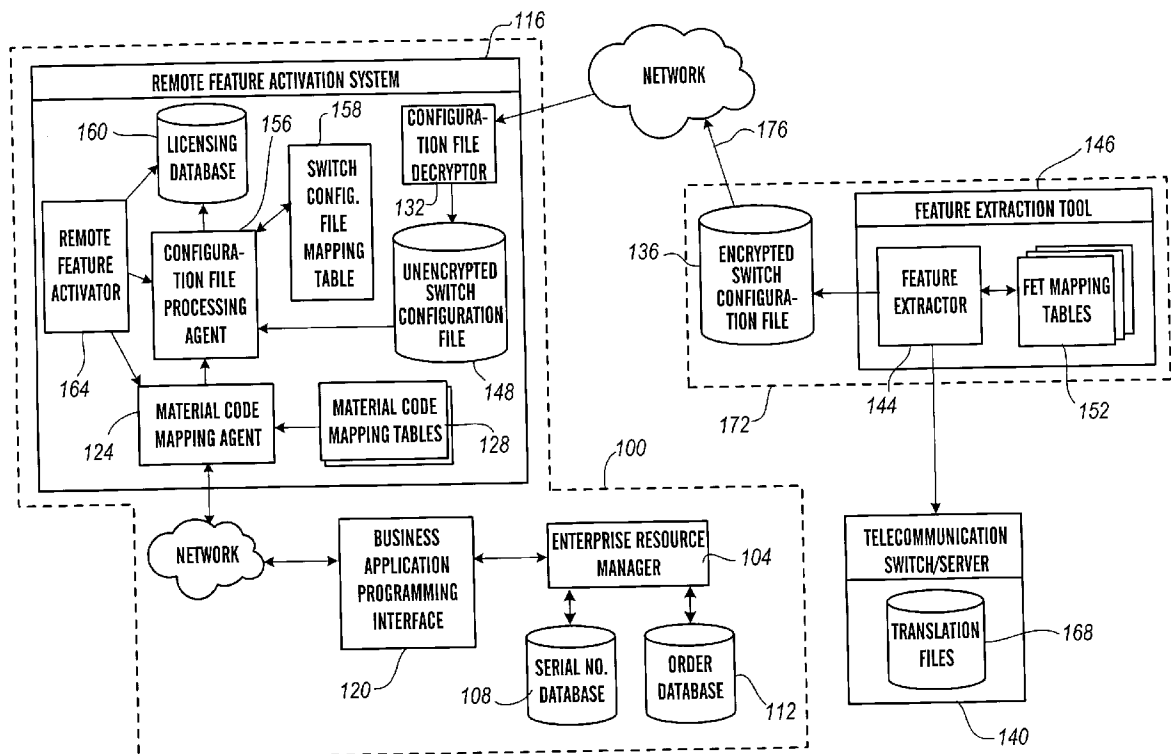 116
REMOTE FEATURE ACTIVATION SYSTEM
160
LICENSING
DATABASE
156
158
SWITCH
CONFIG.
FILE
MAPPING
TABLE
CONFIGURA-
TION FILE
DECRYPTOR
132
REMOTE
FEATURE
ACTIVATOR
164
CONFIGURA-
TION FILE
PROCESSING
AGENT
UNENCRYPTED
SWITCH
CONFIGURATION
FILE
148
124
MATERIAL CODE
MAPPING AGENT
MATERIAL CODE
MAPPING TABLES
128
NETWORK
176
146
FEATURE EXTRACTION TOOL
136
ENCRYPTED
SWITCH
CONFIGURA-
TION FILE
FEATURE
EXTRACTOR
FET MAPPING
TABLES
144
152
172
100
NETWORK
BUSINESS
APPLICATION
PROGRAMMING
INTERFACE
120
ENTERPRISE RESOURCE
MANAGER
104
SERIAL NO.
DATABASE
108
ORDER
DATABASE
112
TELECOMMUNICATION
SWITCH/SERVER
TRANSLATION
FILES
168
140